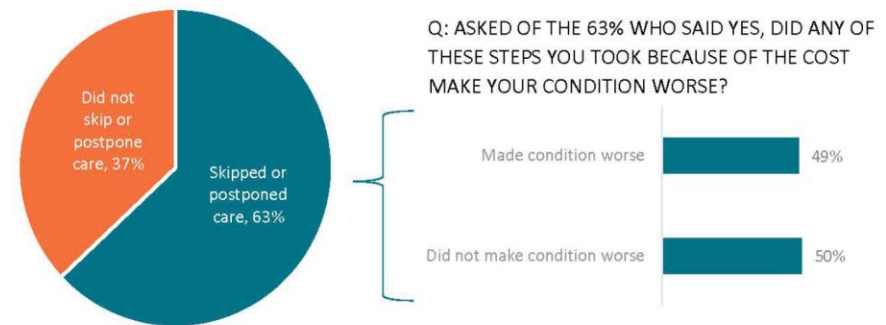 Q: ASKED OF THE 63% WHO SAID YES, DID ANY OF
THESE STEPS YOU TOOK BECAUSE OF THE COST
MAKE YOUR CONDITION WORSE?
Did not
skip or
postpone
care, 37%
Skipped or
postponed
care, 63%
Made condition worse
49%
Did not make condition worse
50%